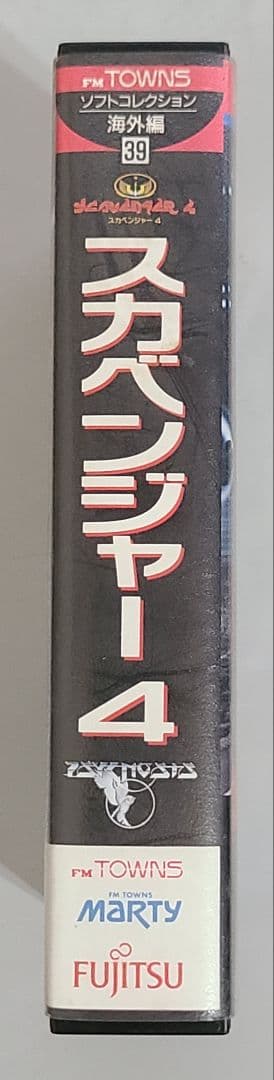 FM TOWNS
ソフトコレクション
海外編
39
SCAVENGER 4
スカベンジャー4
スカベンジャー4
PSYGNOSIS
FM TOWNS
FM TOWNS
MARTY
FUJITSU